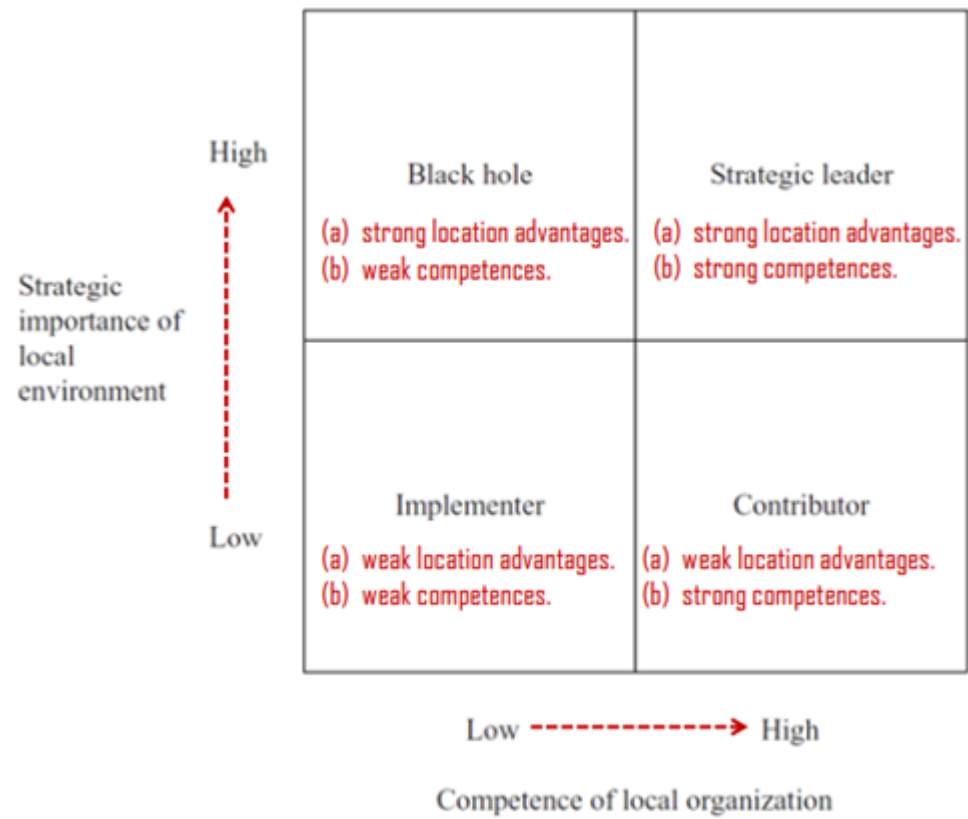 High
Strategic
importance of
local
environment
Low
Black hole
(a) strong location advantages.
(b) weak competences.
Strategic leader
(a) strong location advantages.
(b) strong competences.
Implementer
(a) weak location advantages.
(b) weak competences.
Contributor
(a) weak location advantages.
(b) strong competences.
Low
High
Competence of local organization